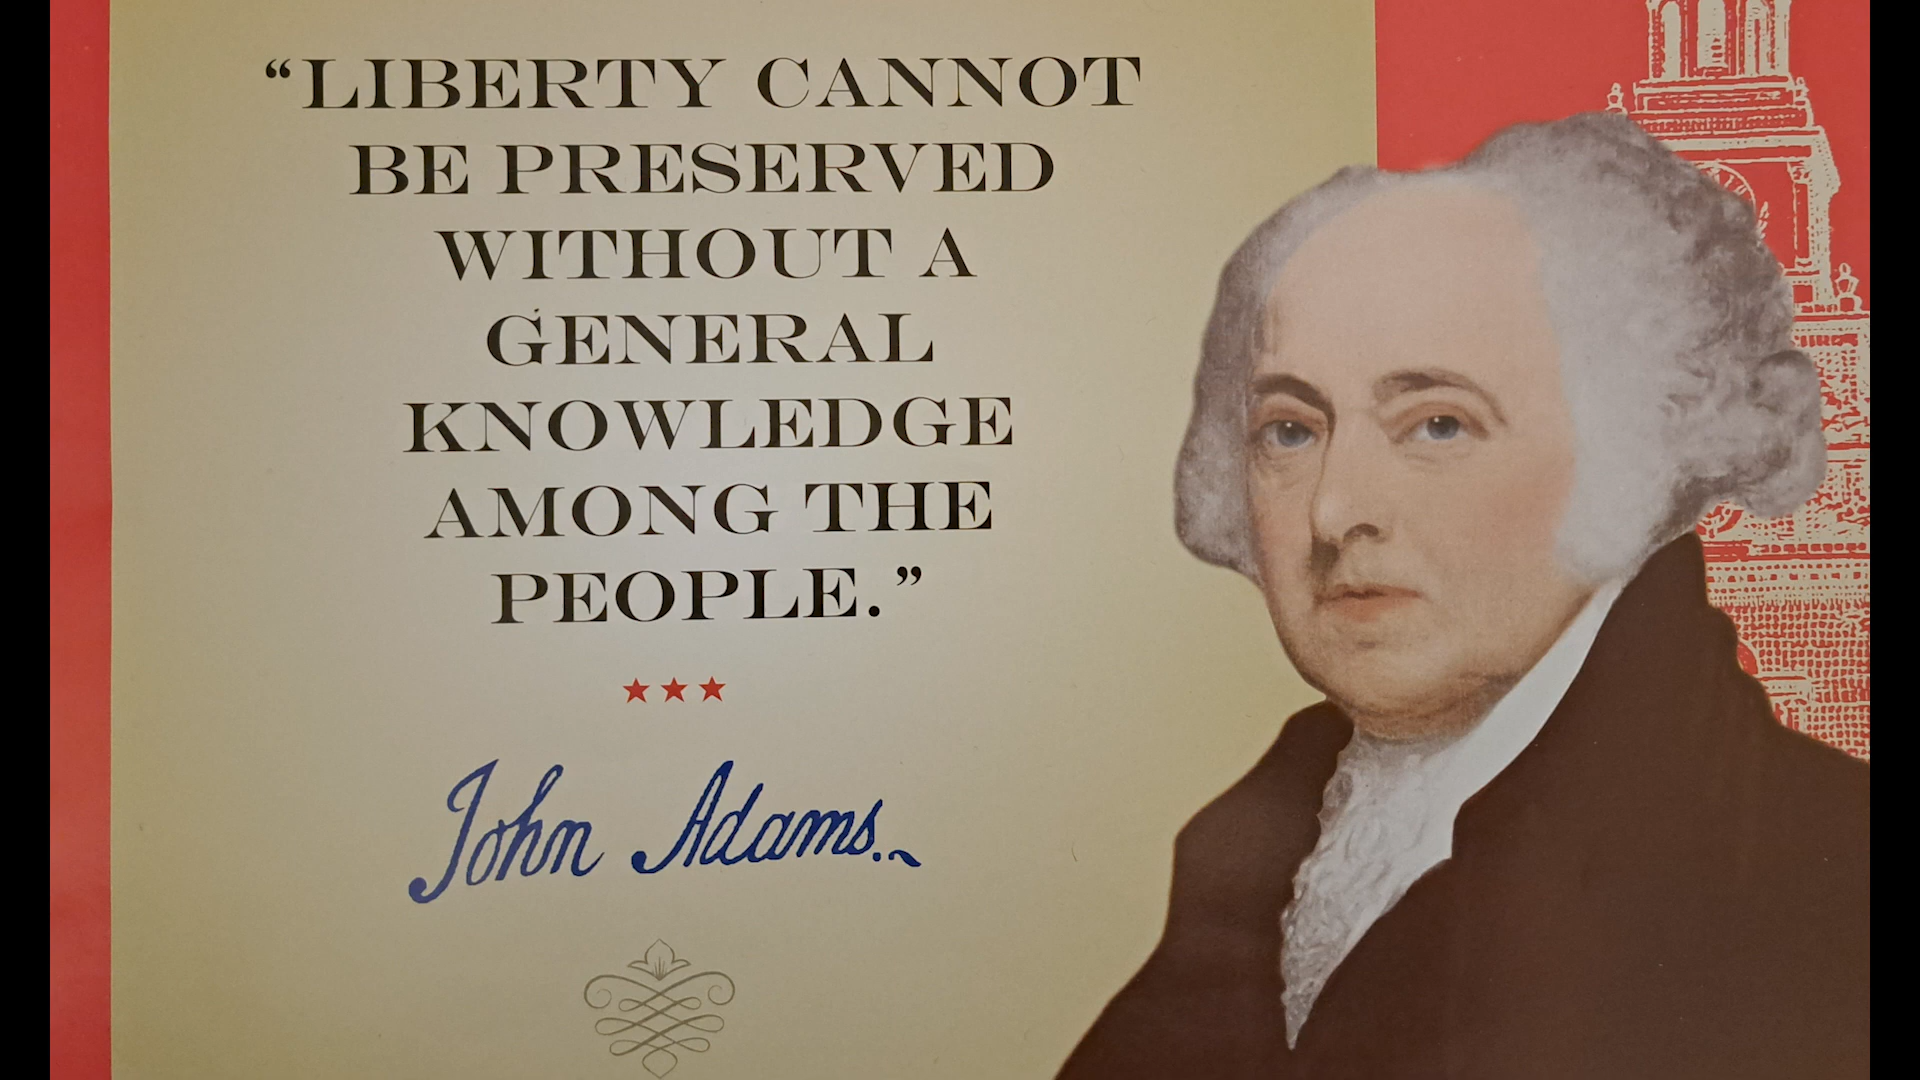 “LIBERTY CANNOT
BE PRESERVED
WITHOUT A
GENERAL
KNOWLEDGE
AMONG THE
PEOPLE.”
John Adams.